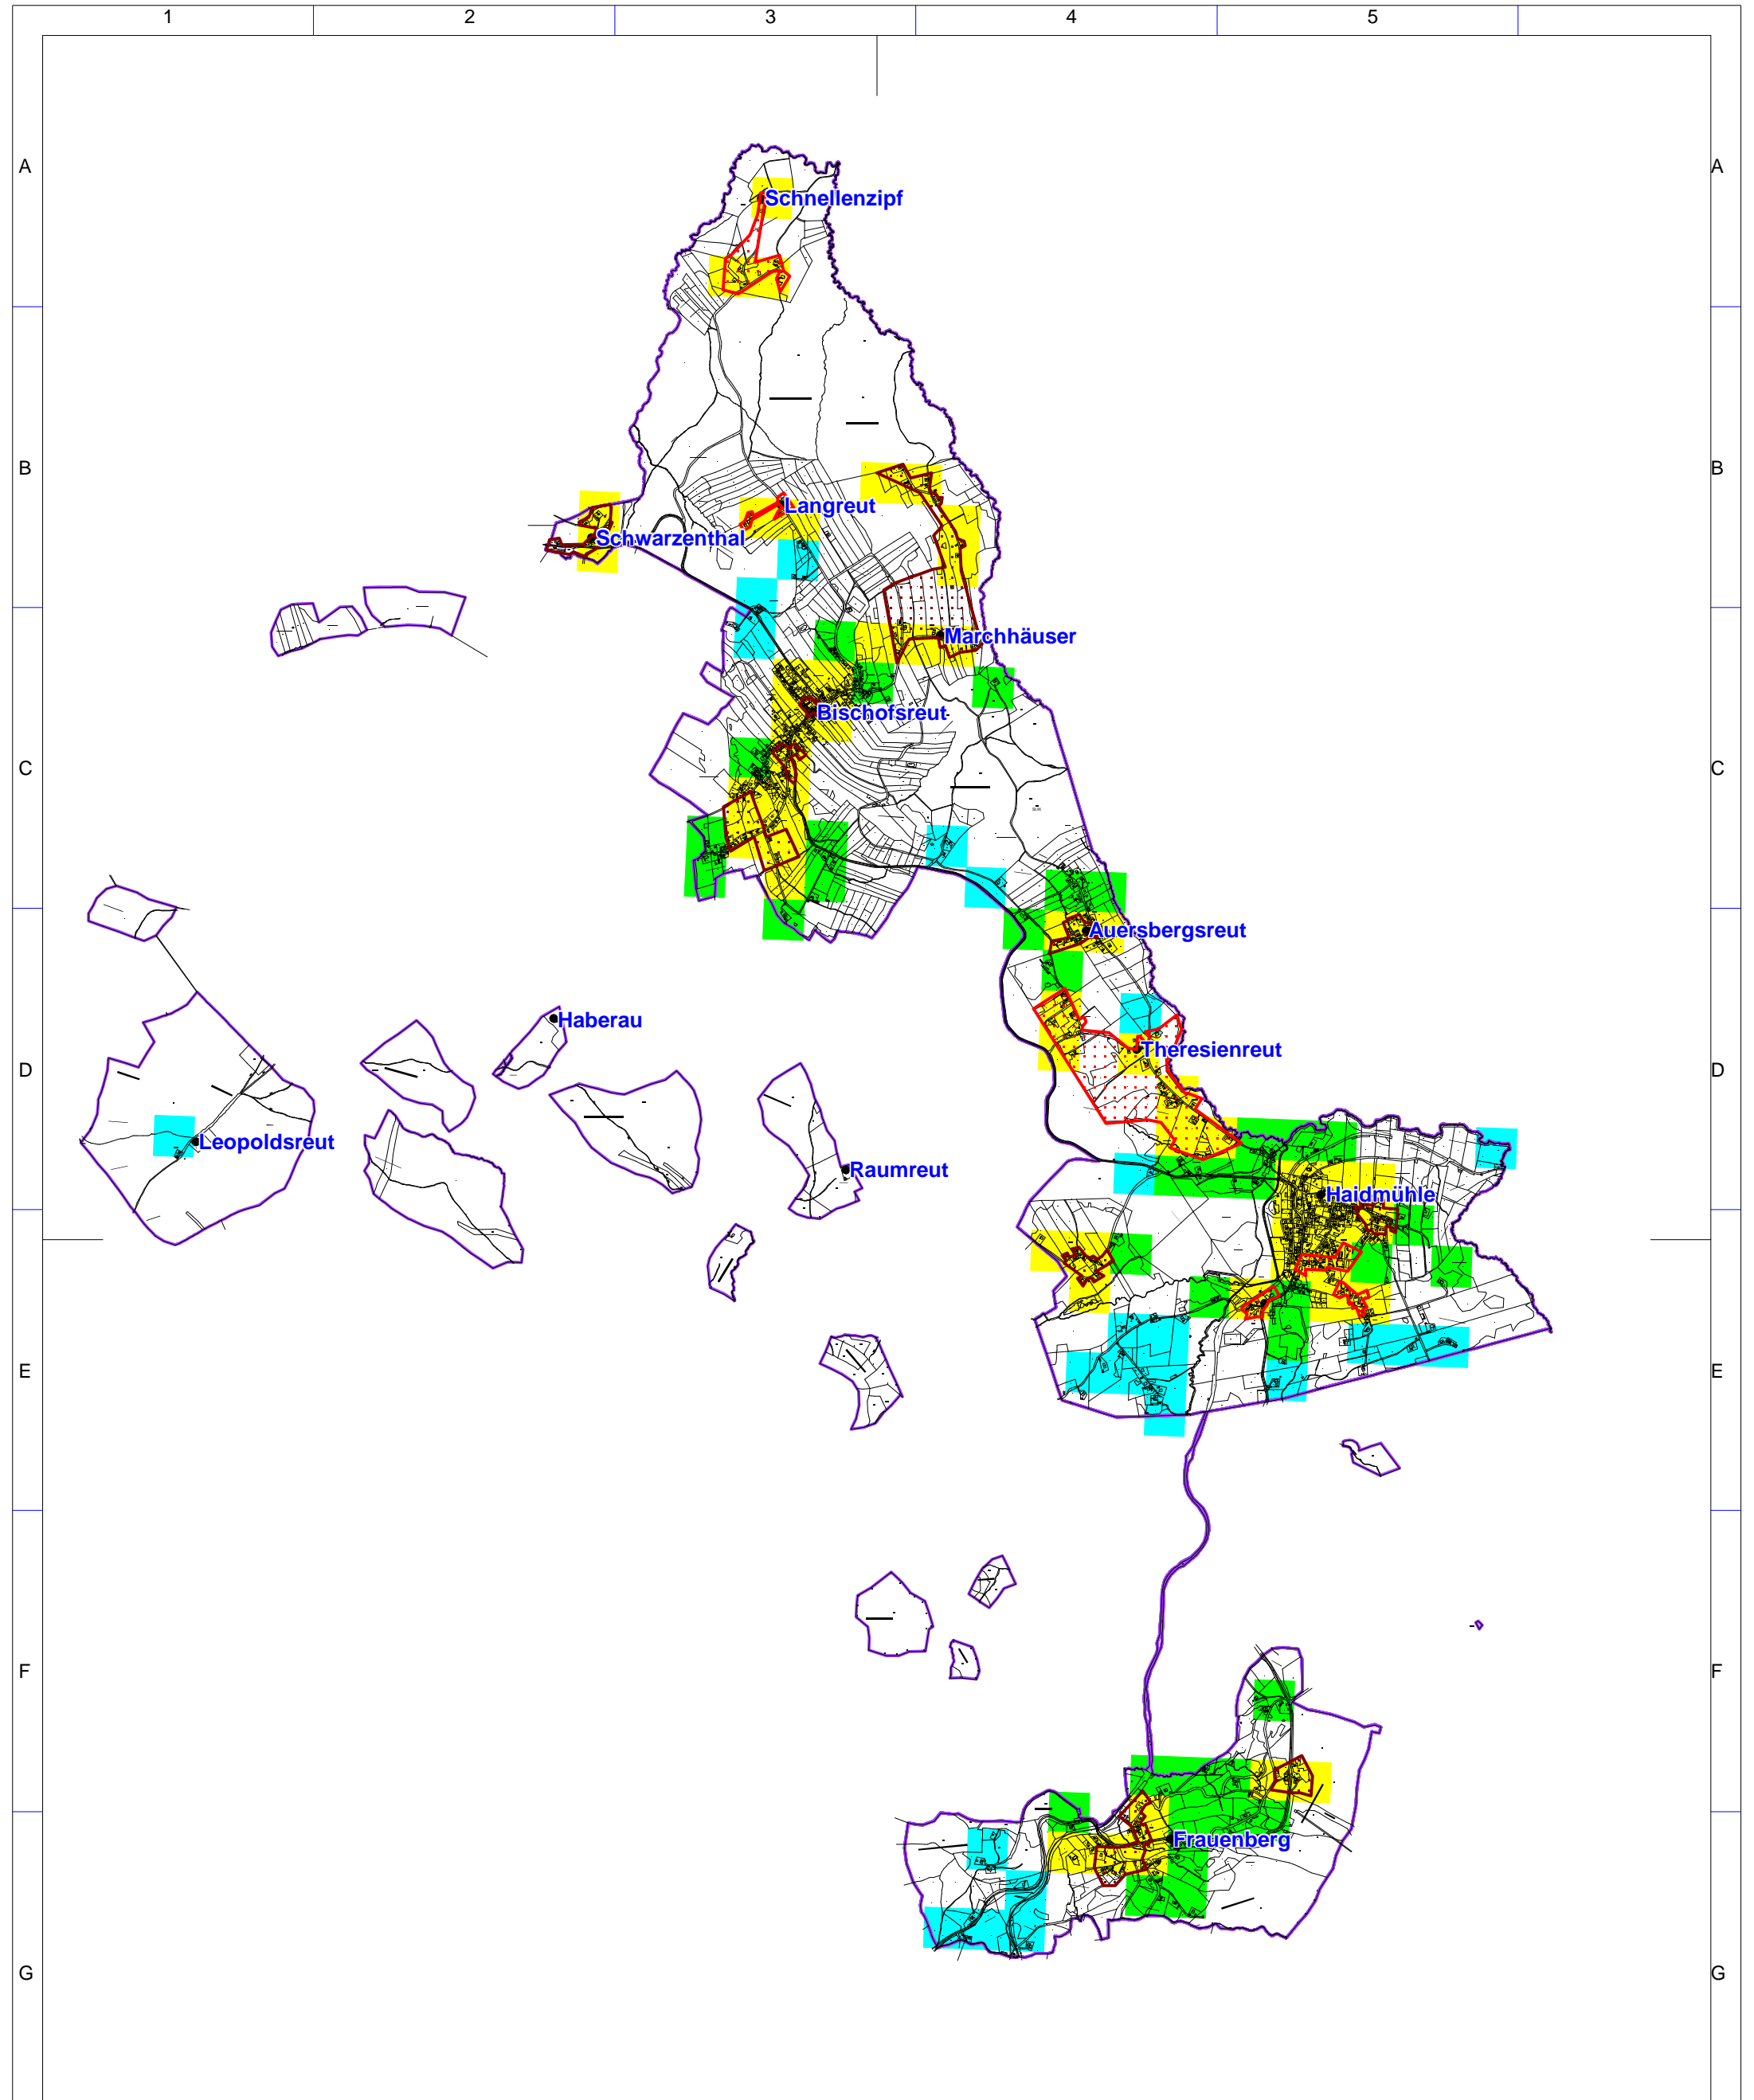 1 2 3 4 5
A A
Schnellenzipf
B B
Langreut
Schwarzenthal
Marchhäuser
Bischofsreut
C C
Auersbergsreut
Haberau
Theresienreut
D D
Leopoldsreut
Raumreut
Haidmühle
E E
F F
Frauenberg
G G